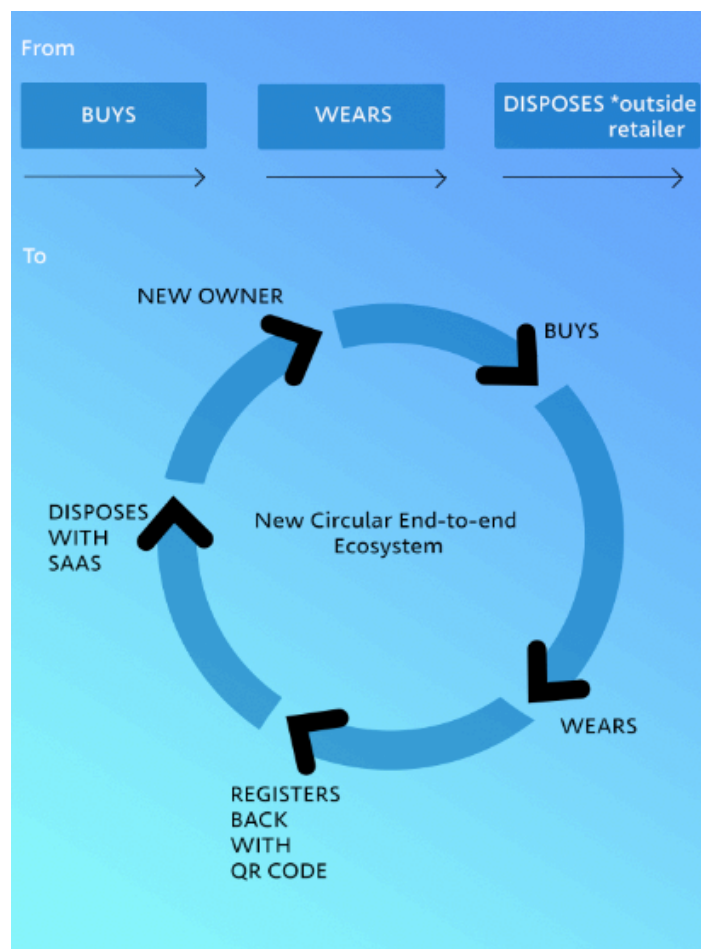 From
BUYS
WEARS
DISPOSES *outside
retailer
To
NEW OWNER
BUYS
DISPOSES
WITH
SAAS
New Circular End-to-end
Ecosystem
WEARS
REGISTERS
BACK
WITH
QR CODE